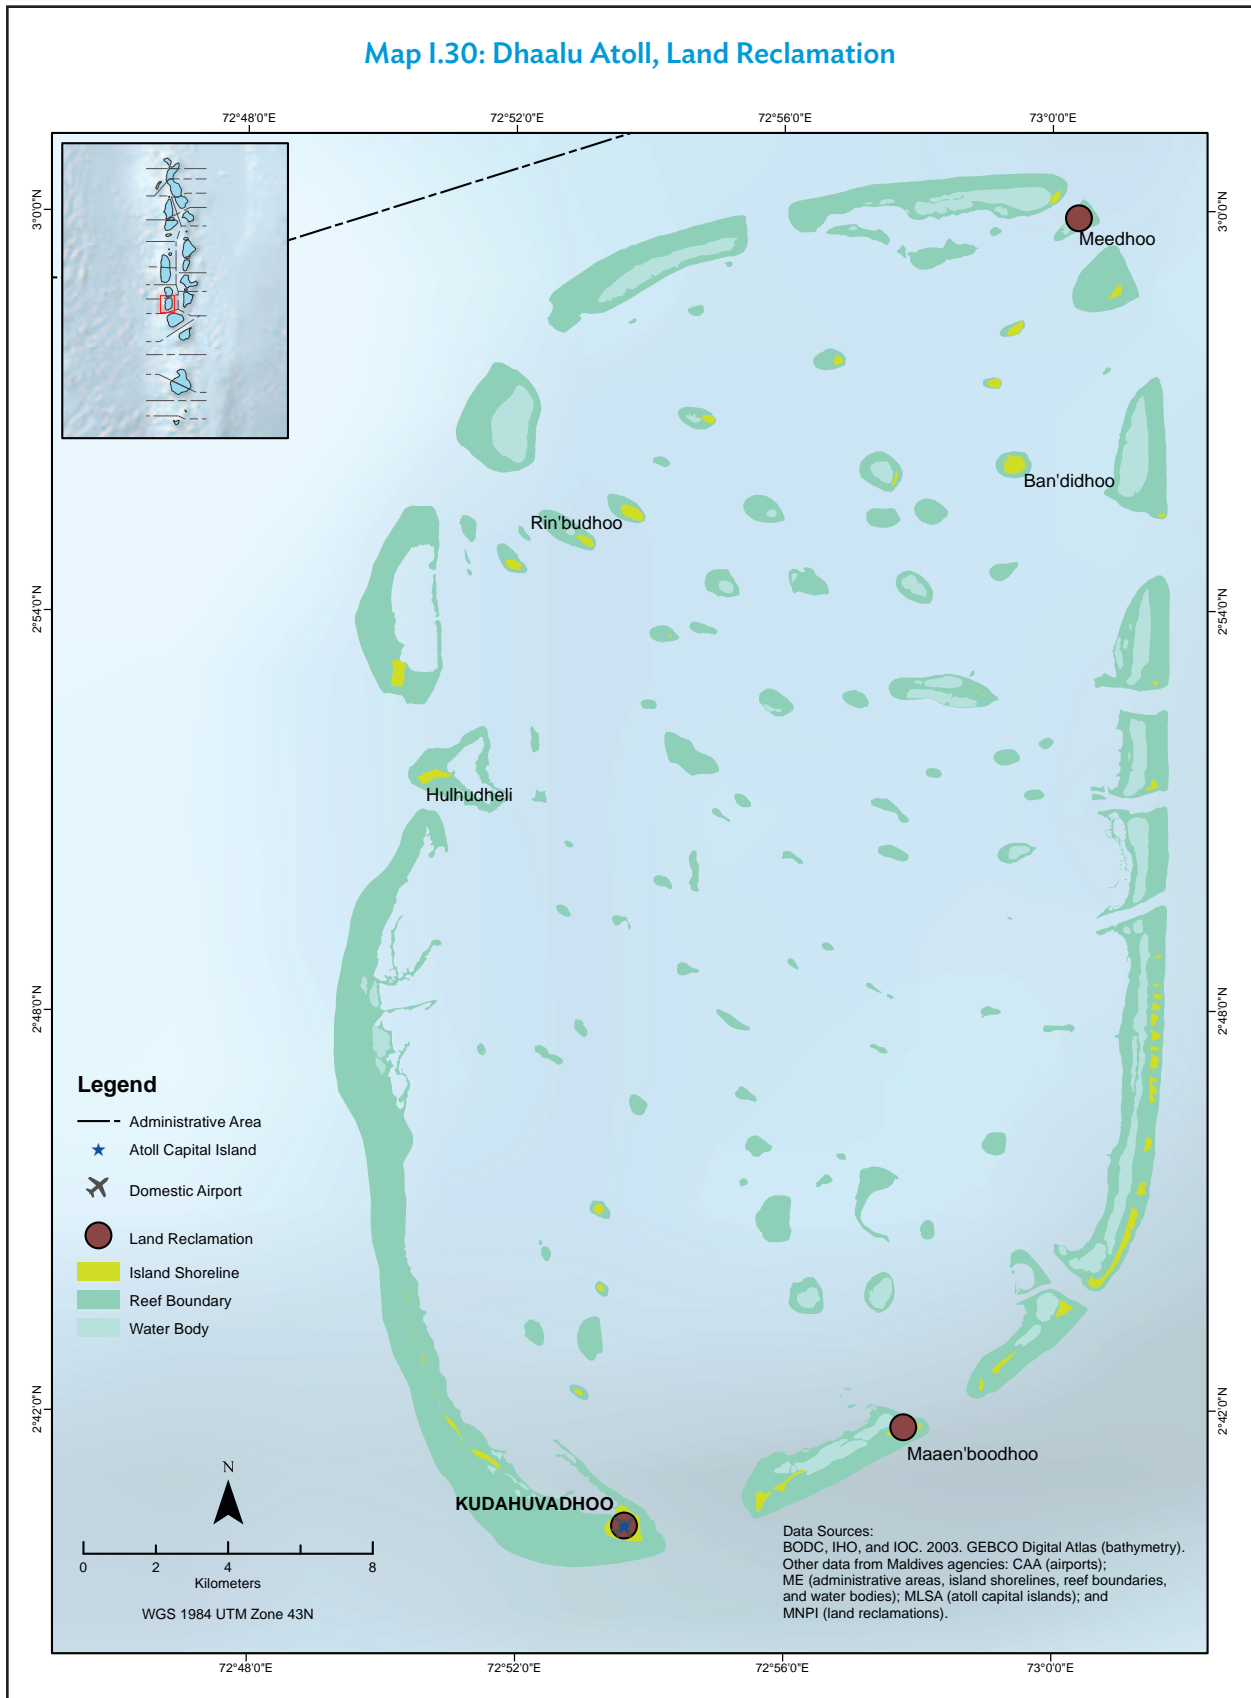 Map I.30: Dhaalu Atoll, Land Reclamation
72°48'0"E
72°52'0"E
72°56'0"E
73°0'0"E
3°0'0"N
3°0'0"N
Meedhoo
Ban'didhoo
Rin'budhoo
2°54'0"N
2°54'0"N
Hulhudheli
2°48'0"N
2°48'0"N
Legend
Administrative Area
Atoll Capital Island
Domestic Airport
Land Reclamation
Island Shoreline
Reef Boundary
Water Body
2°42'0"N
2°42'0"N
Maaen'boodhoo
KUDAHUVADHOO
N
0 2 4 8
Kilometers
WGS 1984 UTM Zone 43N
Data Sources:
BODC, IHO, and IOC. 2003. GEBCO Digital Atlas (bathymetry).
Other data from Maldives agencies: CAA (airports);
ME (administrative areas, island shorelines, reef boundaries,
and water bodies); MLSA (atoll capital islands); and
MNPI (land reclamations).
72°48'0"E
72°52'0"E
72°56'0"E
73°0'0"E